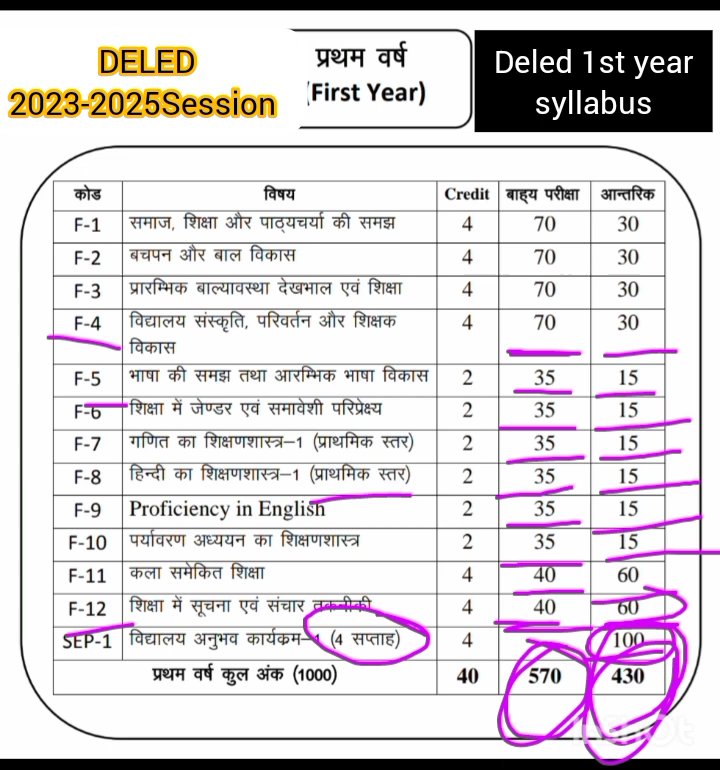 DELED
2023-2025Session
प्रथम वर्ष
(First Year)
Deled 1st year
syllabus
कोड विषय Credit बाह्य परीक्षा आन्तरिक
F-1 समाज, शिक्षा और पाठ्यचर्या की समझ 4 70 30
F-2 बचपन और बाल विकास 4 70 30
F-3 प्रारम्भिक बाल्यावस्था देखभाल एवं शिक्षा 4 70 30
F-4 विद्यालय संस्कृति, परिवर्तन और शिक्षक 4 70 30
विकास
F-5 भाषा की समझ तथा आरम्भिक भाषा विकास 2 35 15
F-6 शिक्षा में जेण्डर एवं समावेशी परिप्रेक्ष्य 2 35 15
F-7 गणित का शिक्षणशास्त्र–1 (प्राथमिक स्तर) 2 35 15
F-8 हिन्दी का शिक्षणशास्त्र–1 (प्राथमिक स्तर) 2 35 15
F-9 Proficiency in English 2 35 15
F-10 पर्यावरण अध्ययन का शिक्षणशास्त्र 2 35 15
F-11 कला समेकित शिक्षा 4 40 60
F-12 शिक्षा में सूचना एवं संचार तकनीकी 4 40 60
SEP-1 विद्यालय अनुभव कार्यक्रम–1 (4 सप्ताह) 4 100
प्रथम वर्ष कुल अंक (1000) 40 570 430